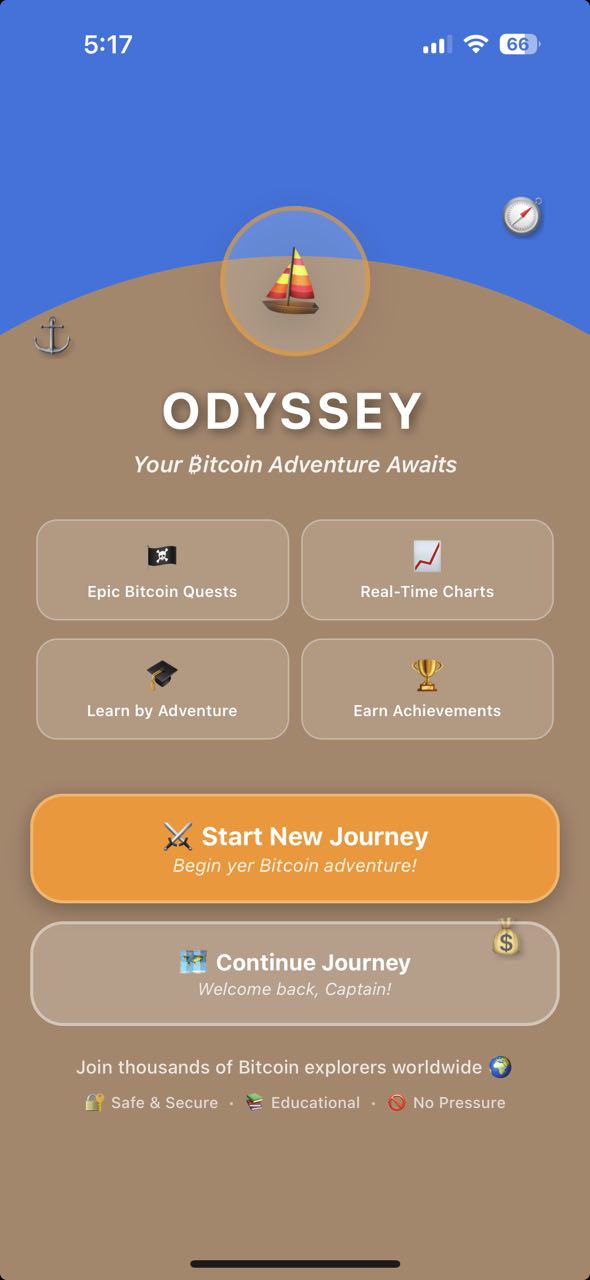 5:17
66
ODYSSEY
Your ₿itcoin Adventure Awaits
Epic Bitcoin Quests
Real-Time Charts
Learn by Adventure
Earn Achievements
Start New Journey
Begin yer Bitcoin adventure!
Continue Journey
Welcome back, Captain!
Join thousands of Bitcoin explorers worldwide
Safe & Secure • Educational • No Pressure